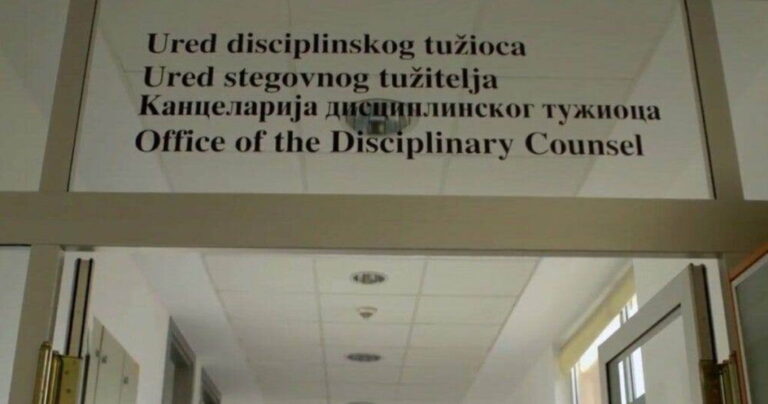 Ured disciplinskog tužioca
Ured stegovnog tužitelja
Канцеларија дисциплинског тужиоца
Office of the Disciplinary Counsel